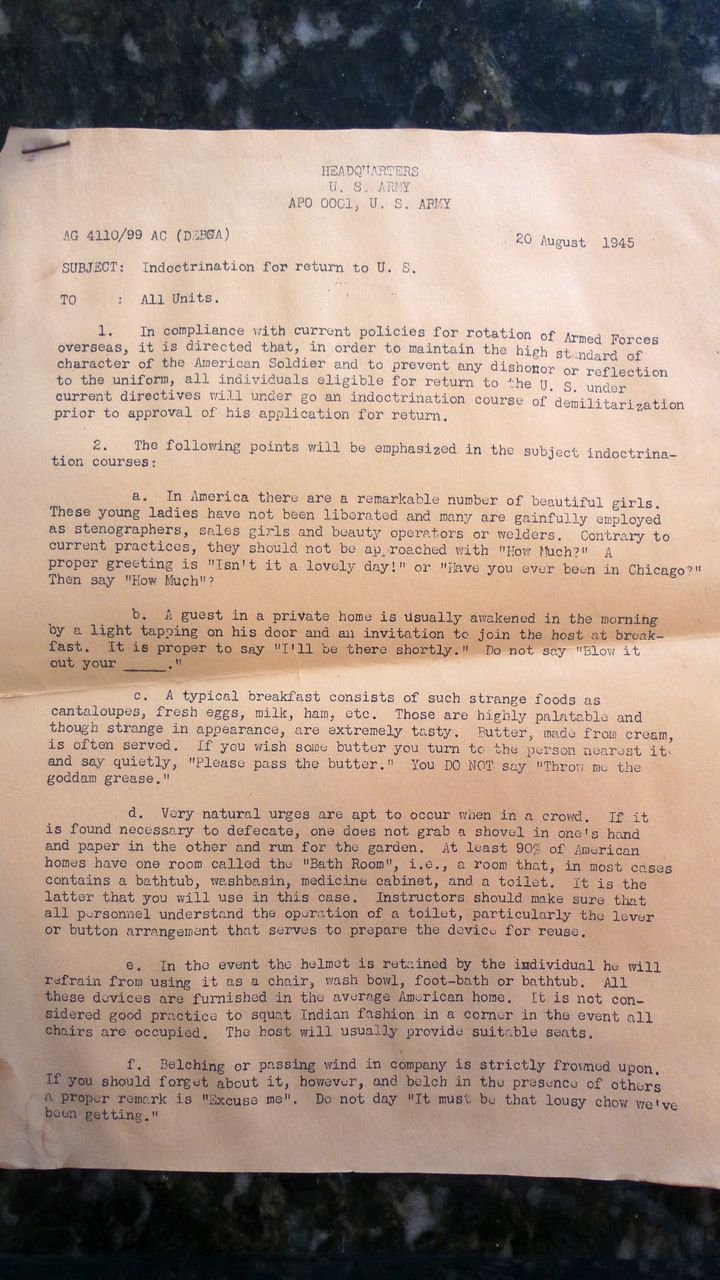 HEADQUARTERS
U. S. ARMY
APO 0001, U. S. ARMY
AG 4110/99 AC
20 August 1945
SUBJECT: Indoctrination for return to U. S.
TO : All Units.
1. In compliance with current policies for rotation of Armed Forces
overseas, it is directed that, in order to maintain the high standard of
character of the American Soldier and to prevent any dishonor or reflection
to the uniform, all individuals eligible for return to the U. S. under
current directives will under go an indoctrination course of demilitarization
prior to approval of his application for return.
2. The following points will be emphasized in the subject indoctrina-
tion courses:
a. In America there are a remarkable number of beautiful girls.
These young ladies have not been liberated and many are gainfully employed
as stenographers, sales girls and beauty operators or welders. Contrary to
current practices, they should not be approached with "How Much?" A
proper greeting is "Isn't it a lovely day!" or "Have you ever been in Chicago?"
Then say "How Much"?
b. A guest in a private home is usually awakened in the morning
by a light tapping on his door and an invitation to join the host at break-
fast. It is proper to say "I'll be there shortly." Do not say "Blow it
out your _____."
c. A typical breakfast consists of such strange foods as
cantaloupes, fresh eggs, milk, ham, etc. Those are highly palatable and
though strange in appearance, are extremely tasty. Butter, made from cream,
is often served. If you wish some butter you turn to the person nearest it
and say quietly, "Please pass the butter." You DO NOT say "Throw me the
goddam grease."
d. Very natural urges are apt to occur when in a crowd. If it
is found necessary to defecate, one does not grab a shovel in one's hand
and paper in the other and run for the garden. At least 90% of American
homes have one room called the "Bath Room", i.e., a room that, in most cases
contains a bathtub, washbasin, medicine cabinet, and a toilet. It is the
latter that you will use in this case. Instructors should make sure that
all personnel understand the operation of a toilet, particularly the lever
or button arrangement that serves to prepare the device for reuse.
e. In the event the helmet is retained by the individual he will
refrain from using it as a chair, wash bowl, foot-bath or bathtub. All
these devices are furnished in the average American home. It is not con-
sidered good practice to squat Indian fashion in a corner in the event all
chairs are occupied. The host will usually provide suitable seats.
f. Belching or passing wind in company is strictly frowned upon.
If you should forget about it, however, and belch in the presence of others
a proper remark is "Excuse me". Do not day "It must be that lousy chow we've
been getting."